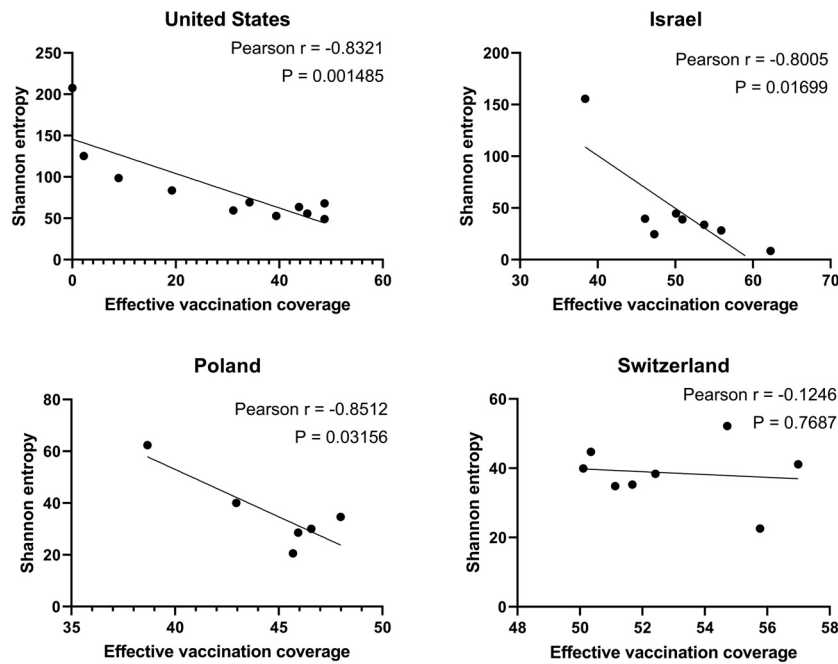 United States
Pearson r = -0.8321
P = 0.001485
250
200
150
100
50
0
Shannon entropy
0
20
40
60
Effective vaccination coverage
Israel
Pearson r = -0.8005
P = 0.01699
200
150
100
50
0
Shannon entropy
30
40
50
60
70
Effective vaccination coverage
Poland
Pearson r = -0.8512
P = 0.03156
80
60
40
20
0
Shannon entropy
35
40
45
50
Effective vaccination coverage
Switzerland
Pearson r = -0.1246
P = 0.7687
60
40
20
0
Shannon entropy
48
50
52
54
56
58
Effective vaccination coverage